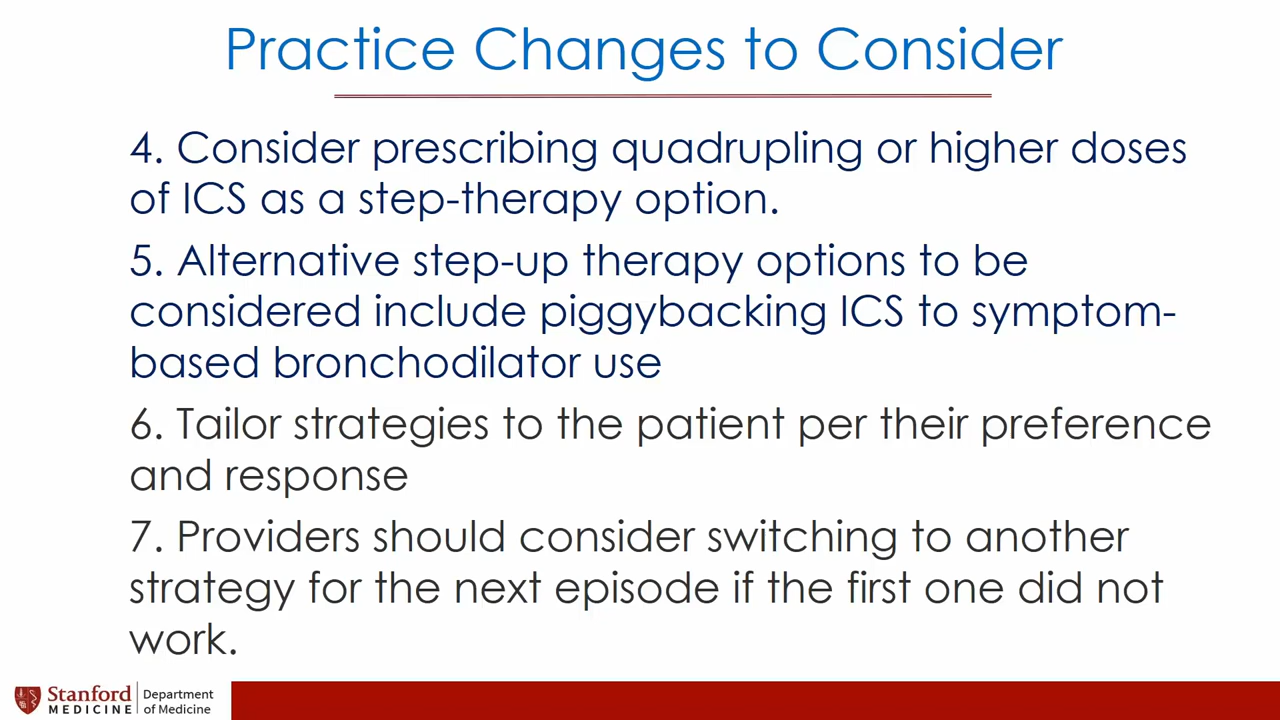 Practice Changes to Consider
4. Consider prescribing quadrupling or higher doses
of ICS as a step-therapy option.
5. Alternative step-up therapy options to be
considered include piggybacking ICS to symptom-
based bronchodilator use
6. Tailor strategies to the patient per their preference
and response
7. Providers should consider switching to another
strategy for the next episode if the first one did not
work.
Stanford
MEDICINE
Department
of Medicine